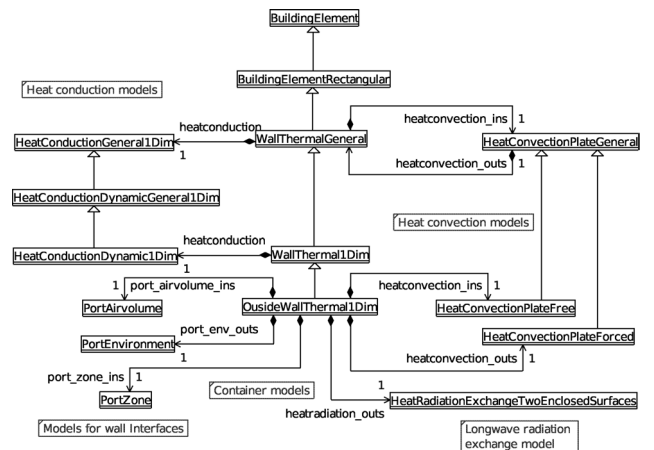 BuildingElement
BuildingElementRectangular
Heat conduction models
heatconvection_ins 1
heatconduction
HeatConductionGeneral1Dim
1
WallThermalGeneral
HeatConvectionPlateGeneral
heatconvection_outs 1
HeatConductionDynamicGeneral1Dim
Heat convection models
heatconduction
HeatConductionDynamic1Dim
1
WallThermal1Dim
1 port_airvolume_ins
heatconvection_ins 1
PortAirvolume
OusideWallThermal1Dim
HeatConvectionPlateFree
port_env_outs
HeatConvectionPlateForced
PortEnvironment
1
heatconvection_outs 1
port_zone_ins 1
Container models
1
PortZone
heatradiation_outs
HeatRadiationExchangeTwoEnclosedSurfaces
Models for wall Interfaces
Longwave radiation
exchange model